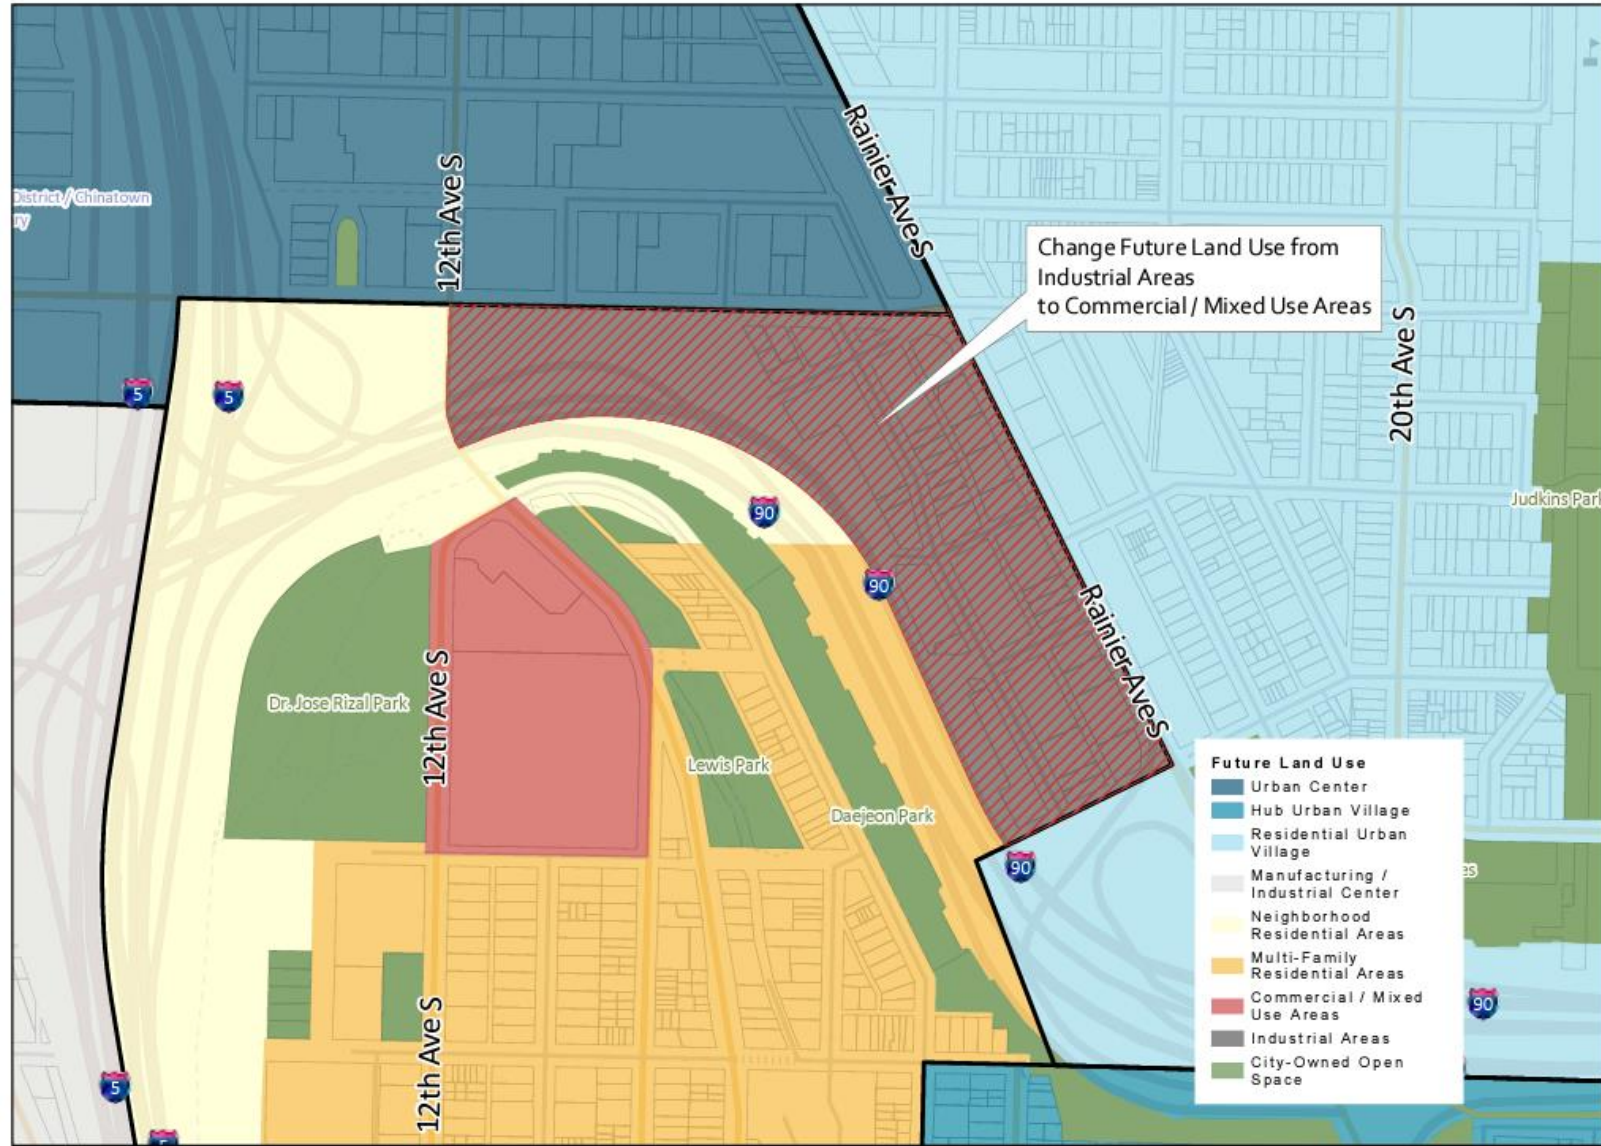 District / Chinatown
ry
12th Ave S
Rainier Ave S
Change Future Land Use from
Industrial Areas
to Commercial / Mixed Use Areas
20th Ave S
5
5
Judkins Park
90
90
Rainier Ave S
12th Ave S
Dr. Jose Rizal Park
Lewis Park
Daejeon Park
90
es
90
12th Ave S
5
5
Future Land Use
Urban Center
Hub Urban Village
Residential Urban
Village
Manufacturing /
Industrial Center
Neighborhood
Residential Areas
Multi-Family
Residential Areas
Commercial / Mixed
Use Areas
Industrial Areas
City-Owned Open
Space